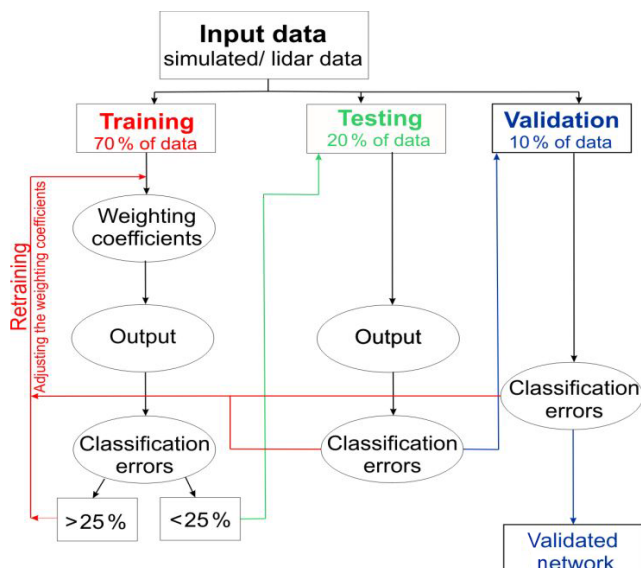 Input data
simulated/ lidar data
Training
70 % of data
Testing
20 % of data
Validation
10 % of data
Retraining
Adjusting the weighting coefficients
Weighting
coefficients
Output
Output
Classification
errors
Classification
errors
Classification
errors
>25 %
<25 %
Validated
network